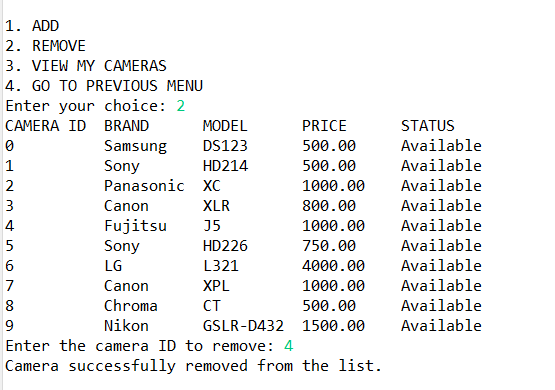 1. ADD
2. REMOVE
3. VIEW MY CAMERAS
4. GO TO PREVIOUS MENU
Enter your choice: 2
CAMERA ID  BRAND      MODEL      PRICE      STATUS
0          Samsung    DS123      500.00     Available
1          Sony       HD214      500.00     Available
2          Panasonic  XC         1000.00    Available
3          Canon      XLR        800.00     Available
4          Fujitsu    J5         1000.00    Available
5          Sony       HD226      750.00     Available
6          LG         L321       4000.00    Available
7          Canon      XPL        1000.00    Available
8          Chroma     CT         500.00     Available
9          Nikon      GSLR-D432  1500.00    Available
Enter the camera ID to remove: 4
Camera successfully removed from the list.